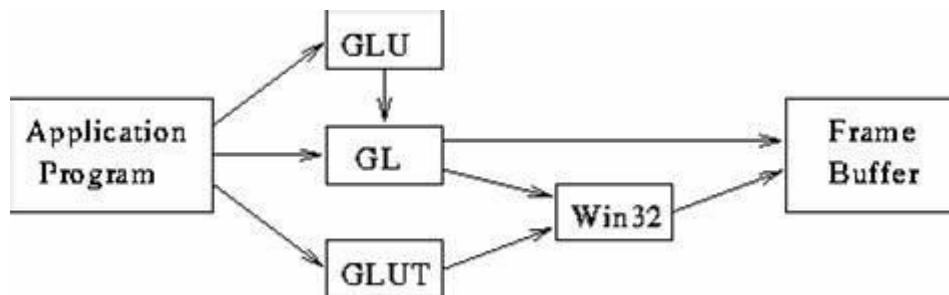 GLU
Application
Program
GL
Frame
Buffer
Win32
GLUT